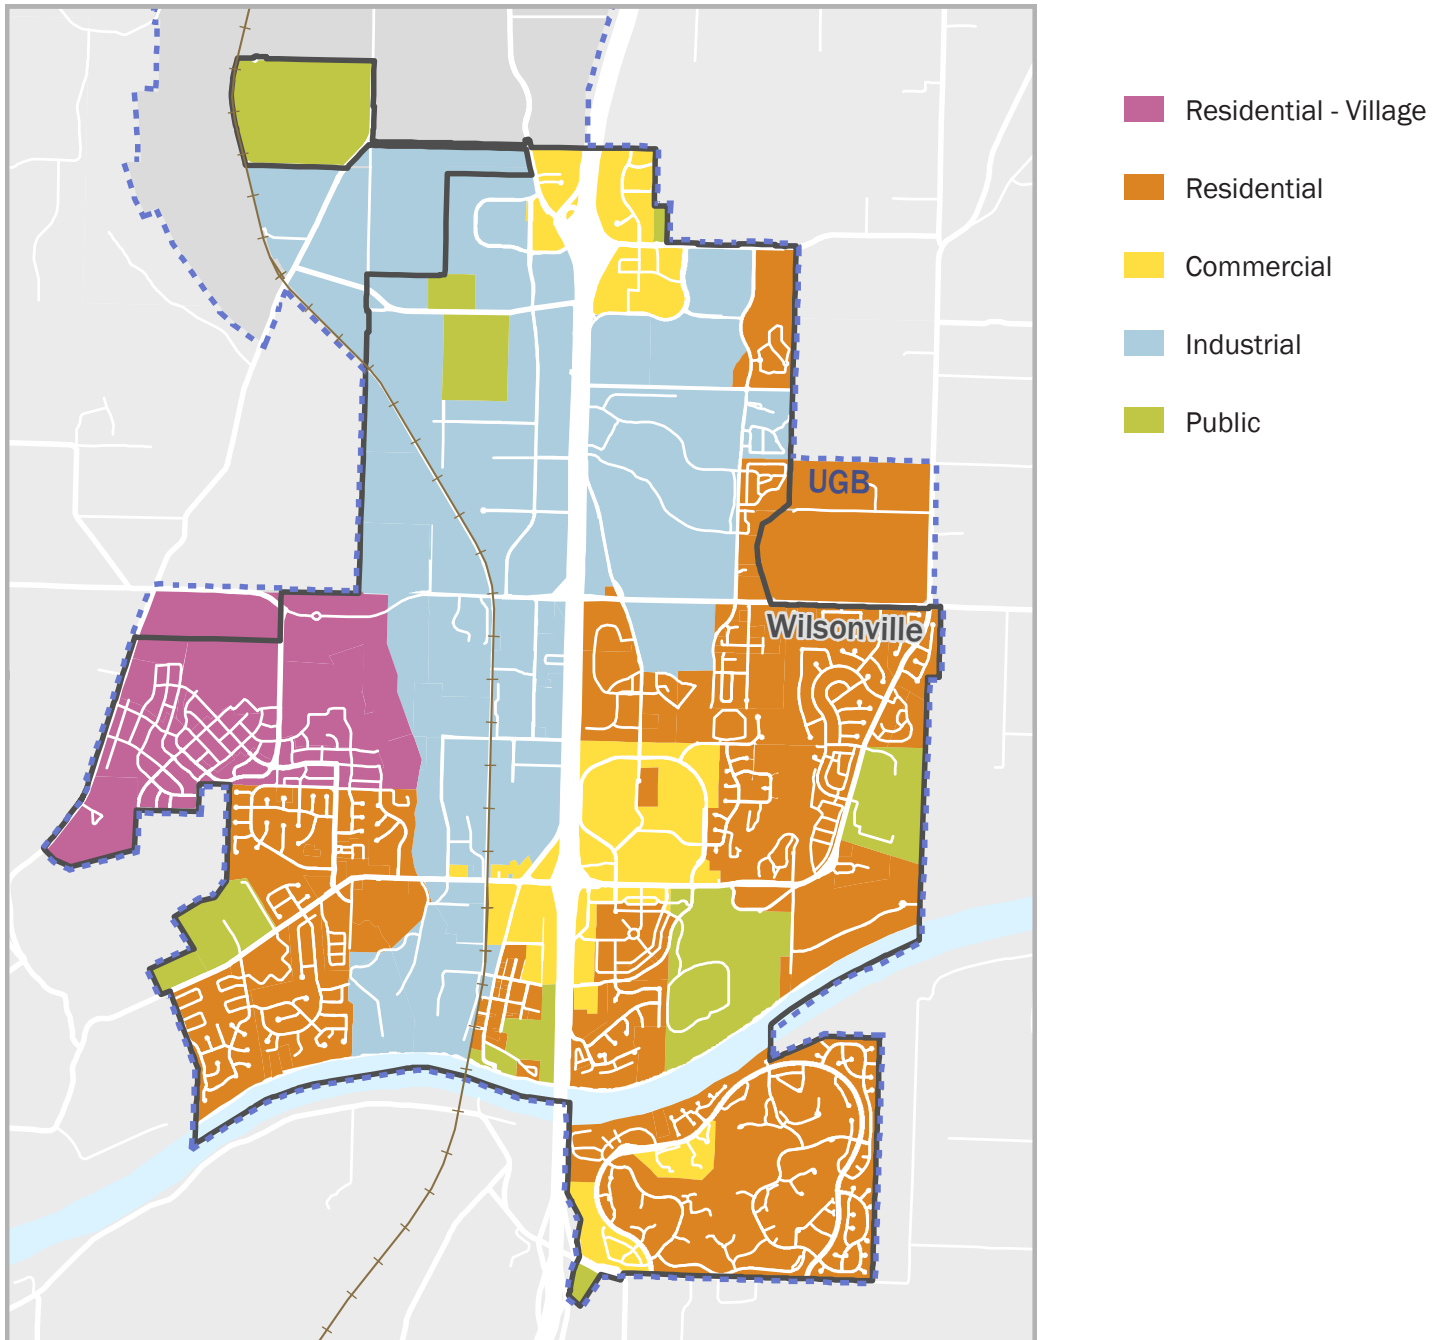 Residential - Village
Residential
Commercial
Industrial
Public
UGB
Wilsonville